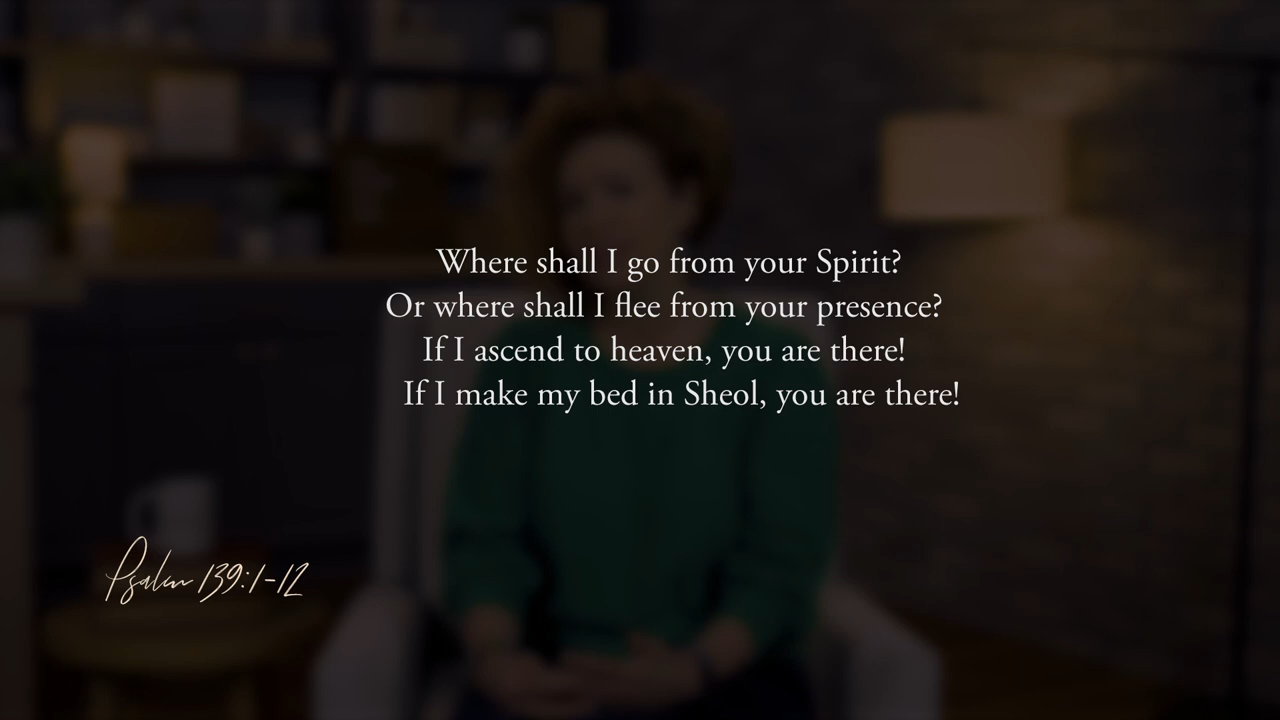 Where shall I go from your Spirit?
Or where shall I flee from your presence?
If I ascend to heaven, you are there!
If I make my bed in Sheol, you are there!
Psalm 139:1-12